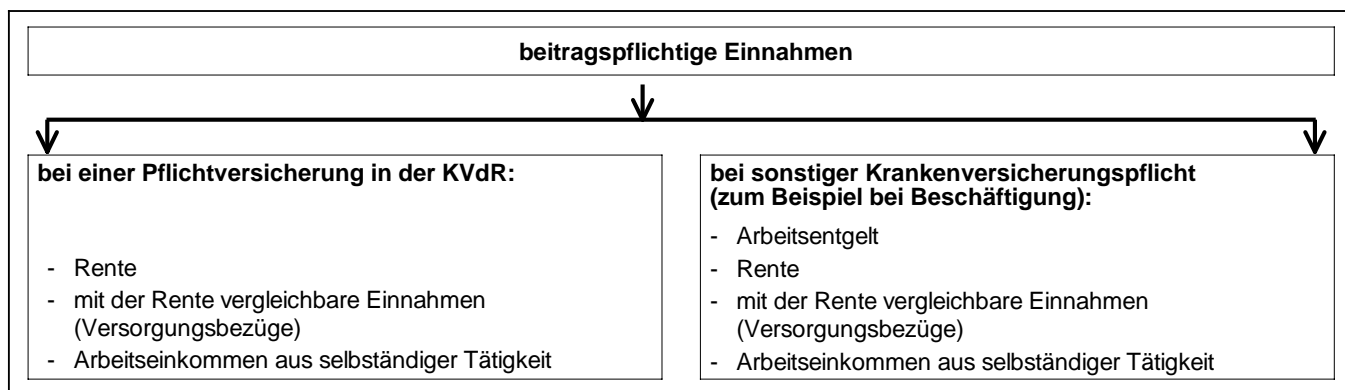 beitragspflichtige Einnahmen
bei einer Pflichtversicherung in der KVdR:
- Rente
- mit der Rente vergleichbare Einnahmen
(Versorgungsbezüge)
- Arbeitseinkommen aus selbständiger Tätigkeit
bei sonstiger Krankenversicherungspflicht
(zum Beispiel bei Beschäftigung):
- Arbeitsentgelt
- Rente
- mit der Rente vergleichbare Einnahmen
(Versorgungsbezüge)
- Arbeitseinkommen aus selbständiger Tätigkeit